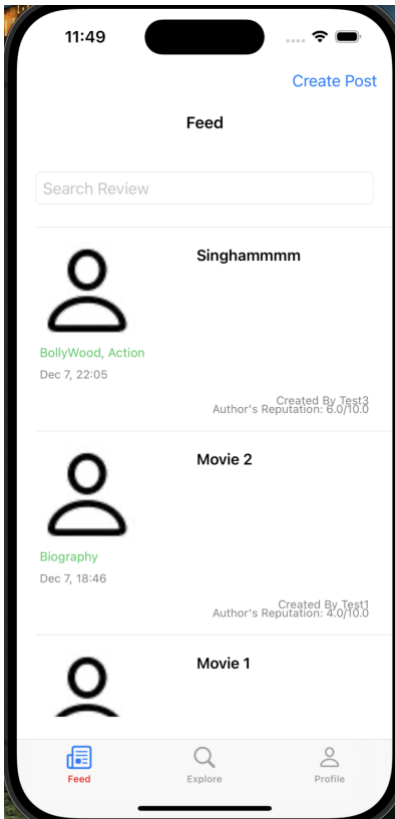 11:49
Create Post
Feed
Search Review
Singhammmm
BollyWood, Action
Dec 7, 22:05
Created By Test3
Author's Reputation: 6.0/10.0
Movie 2
Biography
Dec 7, 18:46
Created By Test1
Author's Reputation: 4.0/10.0
Movie 1
Feed
Explore
Profile